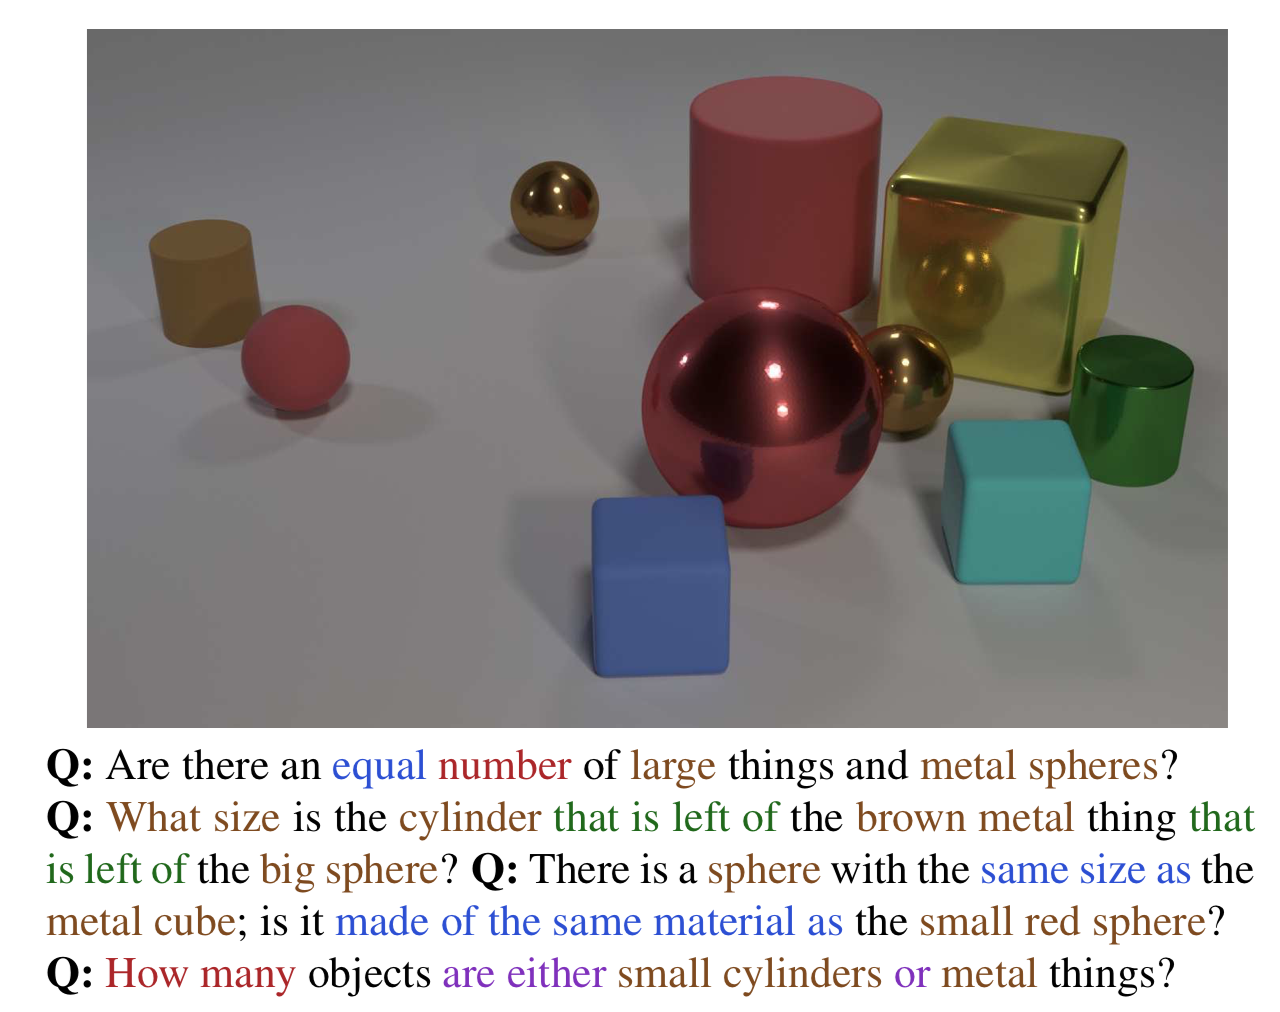 Q: Are there an equal number of large things and metal spheres?
Q: What size is the cylinder that is left of the brown metal thing that
is left of the big sphere? Q: There is a sphere with the same size as the
metal cube; is it made of the same material as the small red sphere?
Q: How many objects are either small cylinders or metal things?